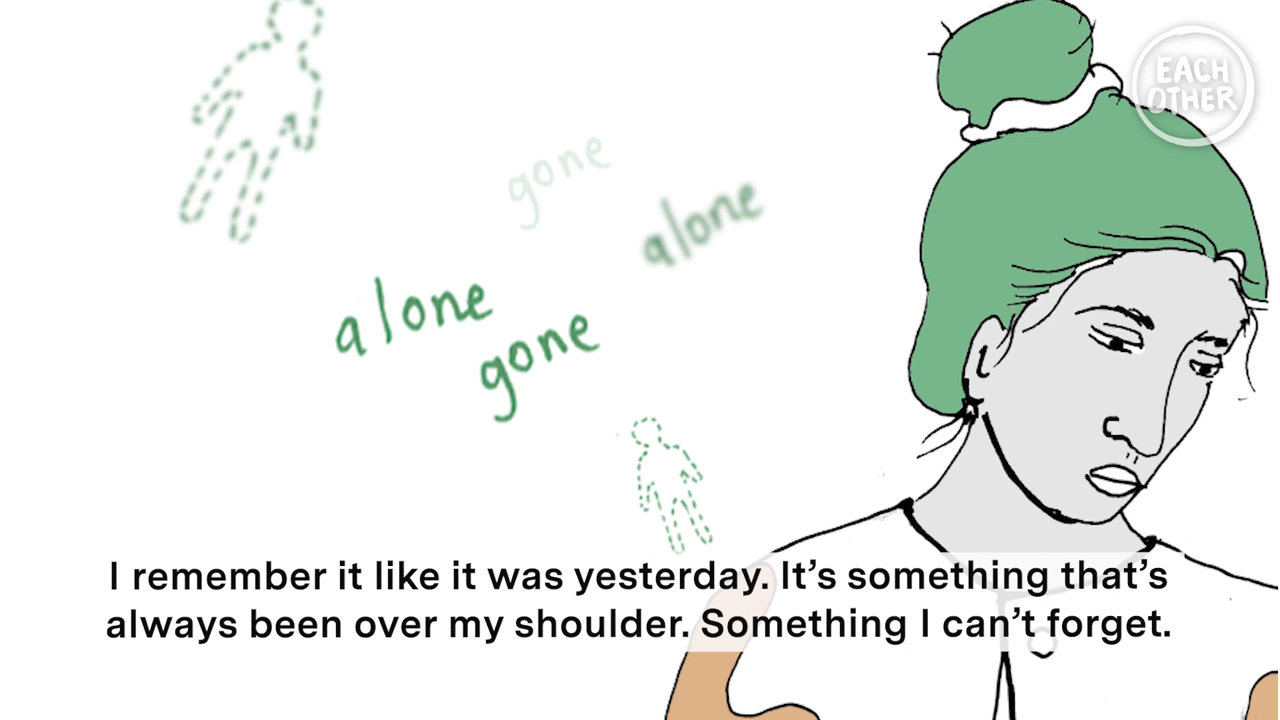 EACH
OTHER
gone
alone
alone
gone
I remember it like it was yesterday. It’s something that’s
always been over my shoulder. Something I can’t forget.